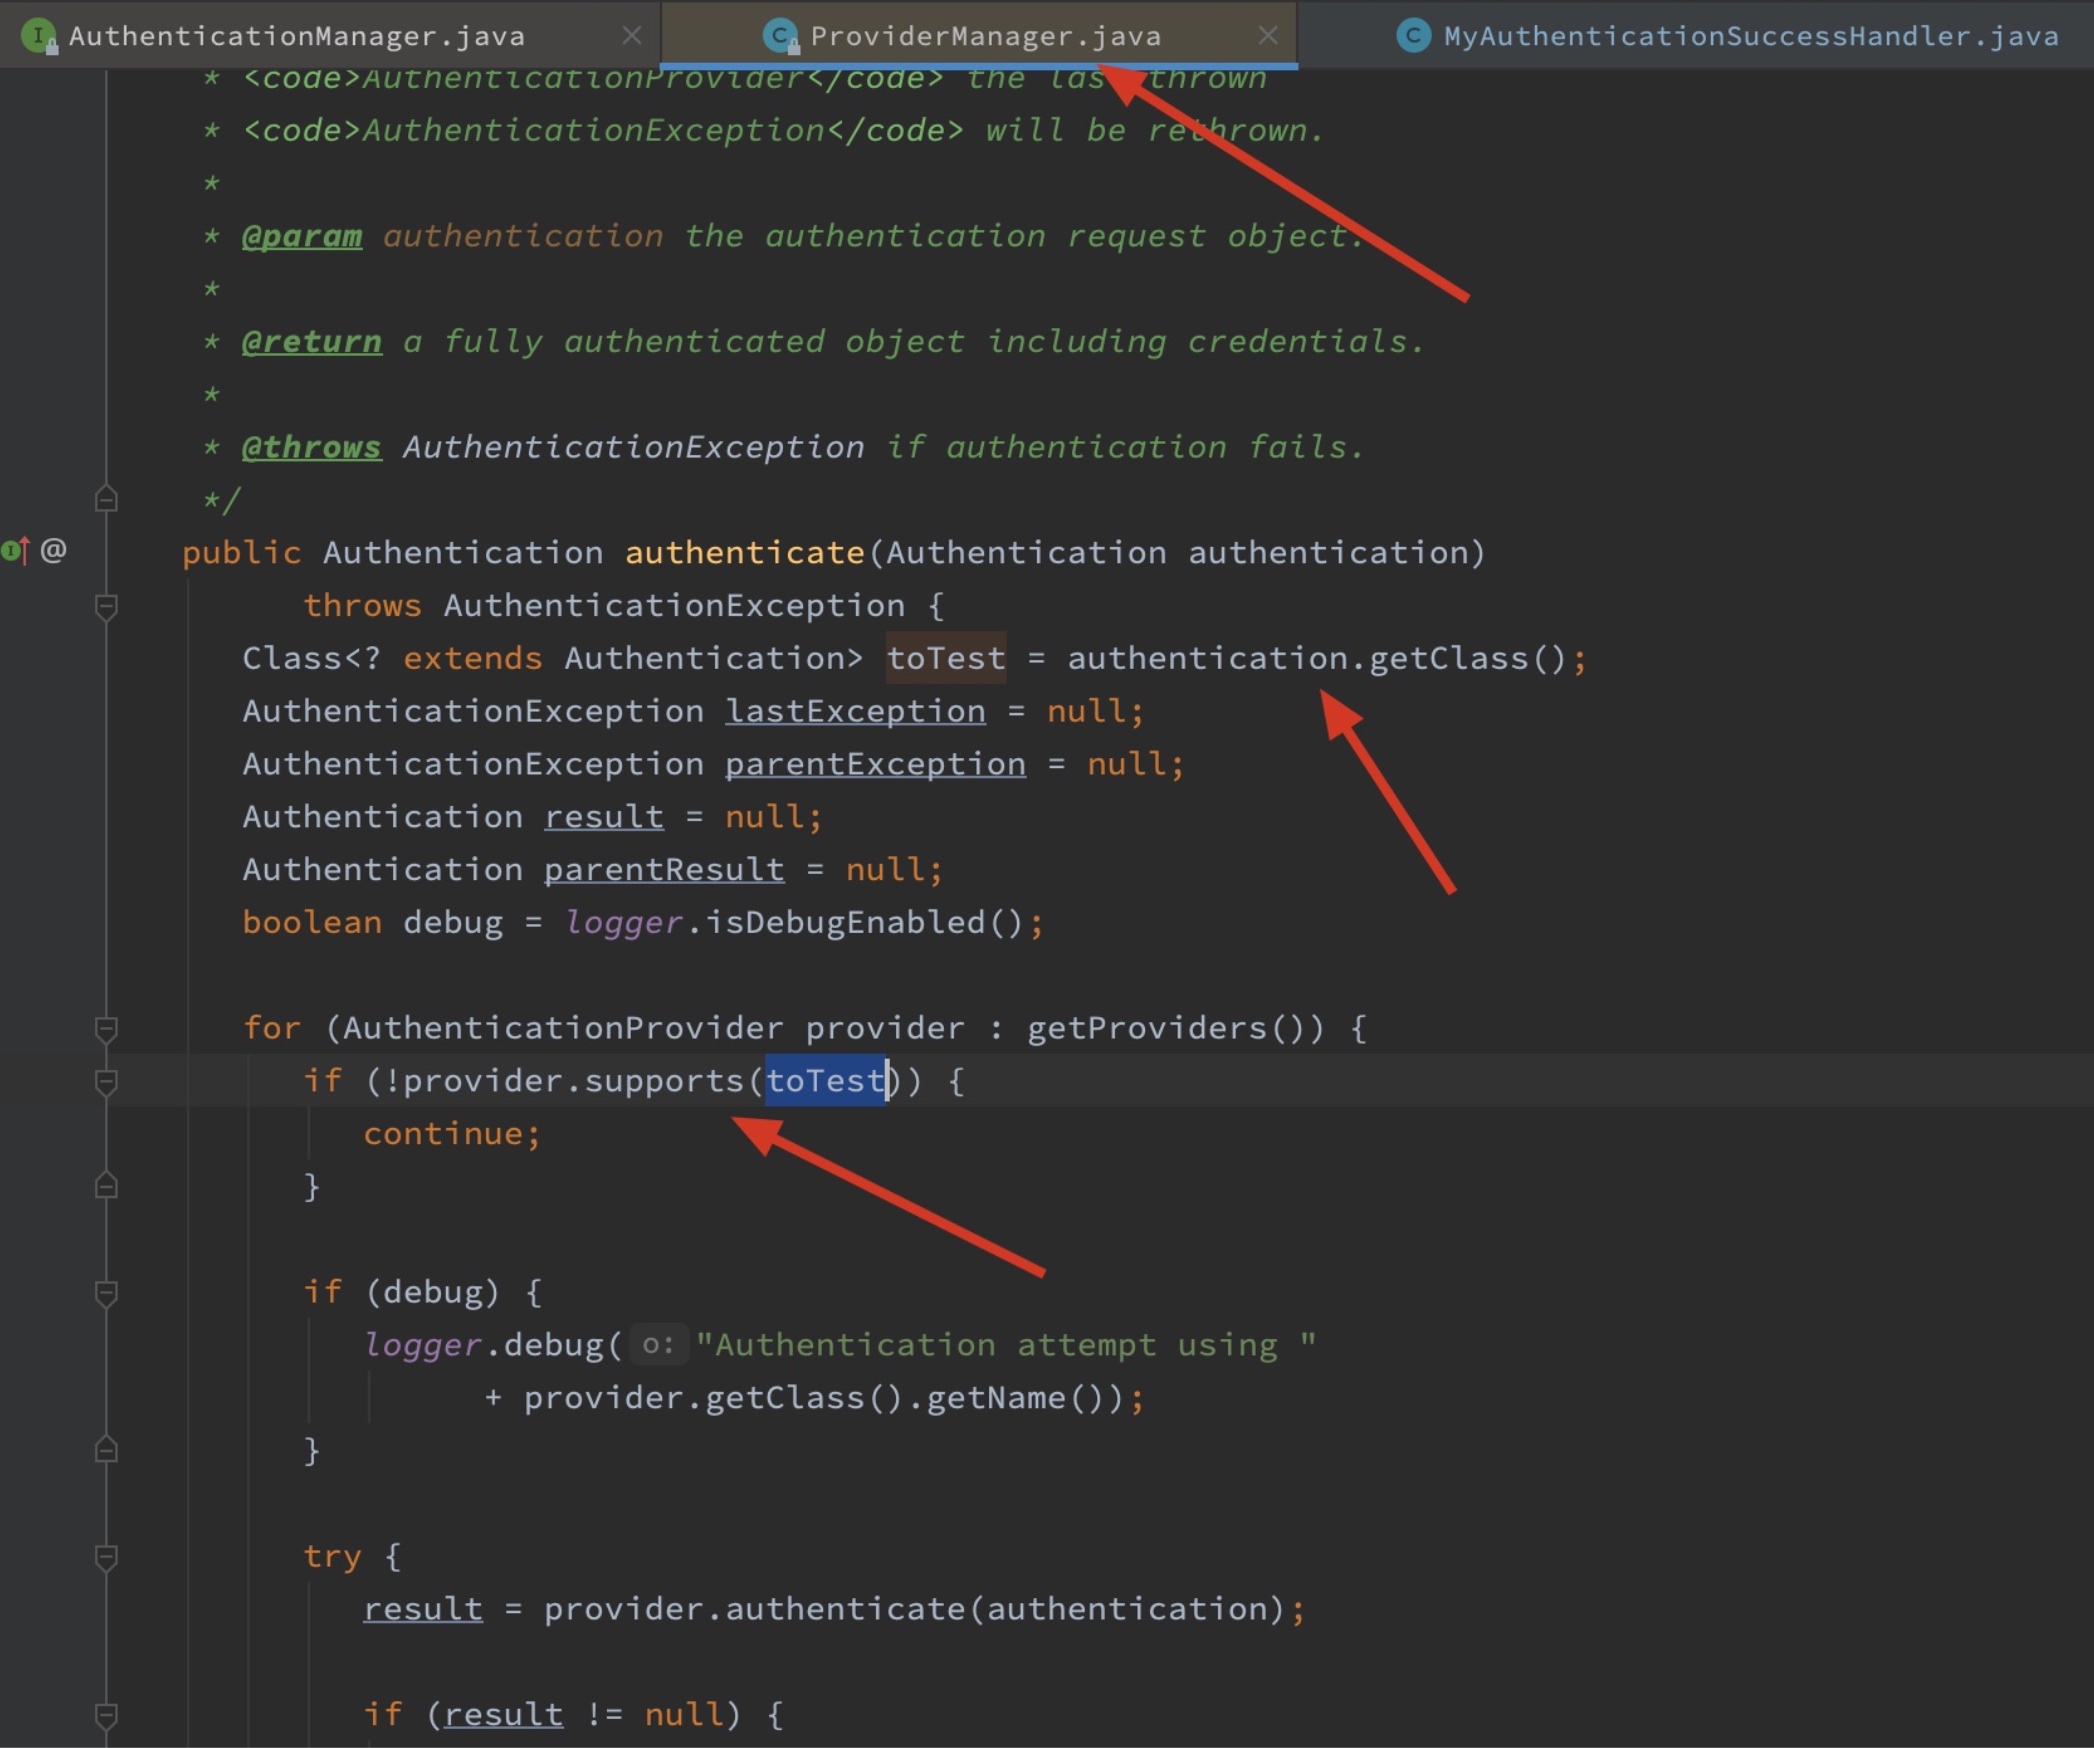 AuthenticationManager.java
ProviderManager.java
MyAuthenticationSuccessHandler.java
* <code>AuthenticationProvider</code> the las thrown
* <code>AuthenticationException</code> will be rethrown.
*
* @param authentication the authentication request object.
*
* @return a fully authenticated object including credentials.
*
* @throws AuthenticationException if authentication fails.
*/
public Authentication authenticate(Authentication authentication)
throws AuthenticationException {
Class<? extends Authentication> toTest = authentication.getClass();
AuthenticationException lastException = null;
AuthenticationException parentException = null;
Authentication result = null;
Authentication parentResult = null;
boolean debug = logger.isDebugEnabled();
for (AuthenticationProvider provider : getProviders()) {
if (!provider.supports(toTest)) {
continue;
}
if (debug) {
logger.debug( o: "Authentication attempt using "
+ provider.getClass().getName());
}
try {
result = provider.authenticate(authentication);
if (result != null) {